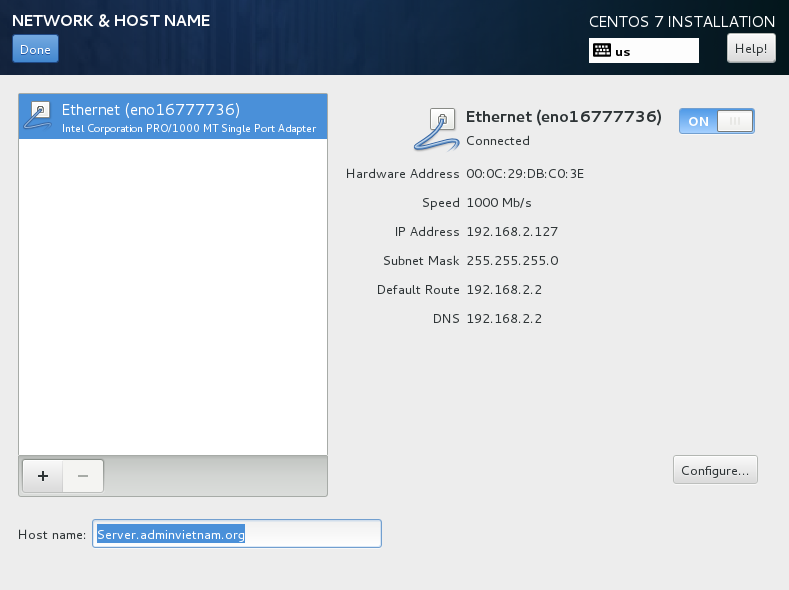 NETWORK & HOST NAME
CENTOS 7 INSTALLATION
Done
us
Help!
Ethernet (eno16777736)
Intel Corporation PRO/1000 MT Single Port Adapter
Ethernet (eno16777736)
Connected
ON
Hardware Address 00:0C:29:DB:C0:3E
Speed 1000 Mb/s
IP Address 192.168.2.127
Subnet Mask 255.255.255.0
Default Route 192.168.2.2
DNS 192.168.2.2
+ −
Configure...
Host name: Server.adminvietnam.org